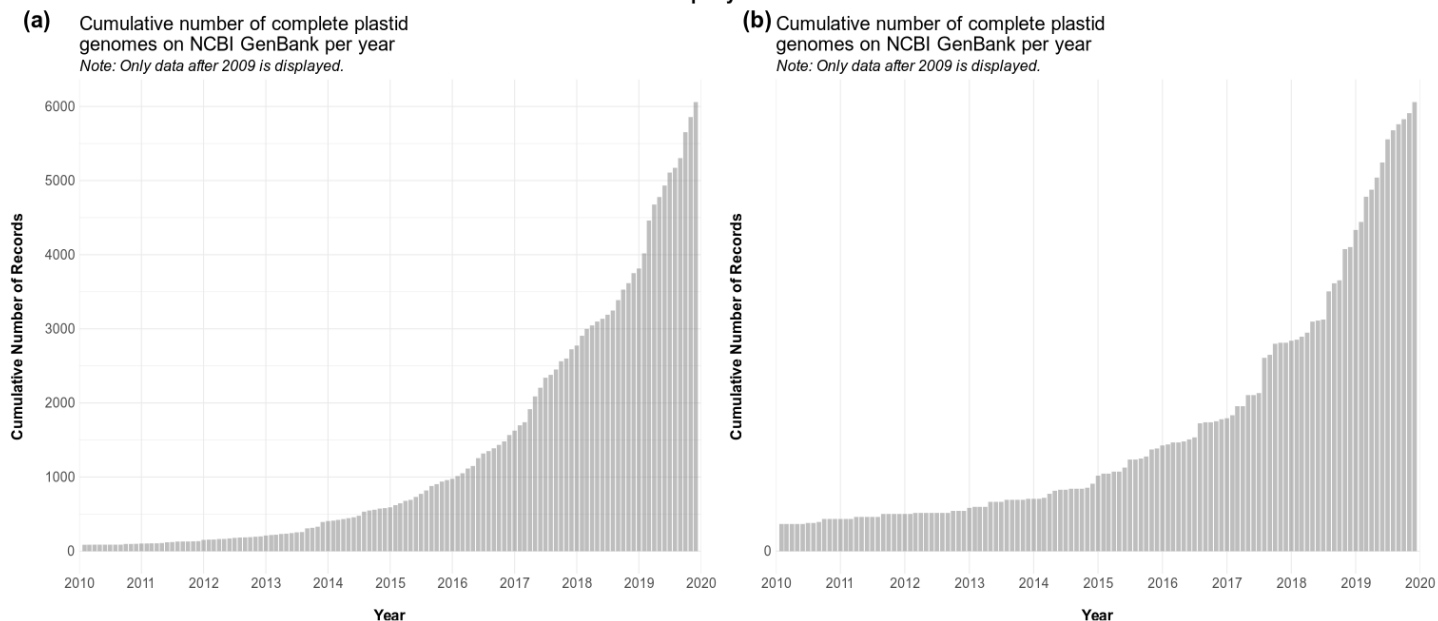 (a)
Cumulative number of complete plastid
genomes on NCBI GenBank per year
Note: Only data after 2009 is displayed.
Cumulative Number of Records
6000
5000
4000
3000
2000
1000
0
2010 2011 2012 2013 2014 2015 2016 2017 2018 2019 2020
Year
(b)
Cumulative number of complete plastid
genomes on NCBI GenBank per year
Note: Only data after 2009 is displayed.
Cumulative Number of Records
0
2010 2011 2012 2013 2014 2015 2016 2017 2018 2019 2020
Year